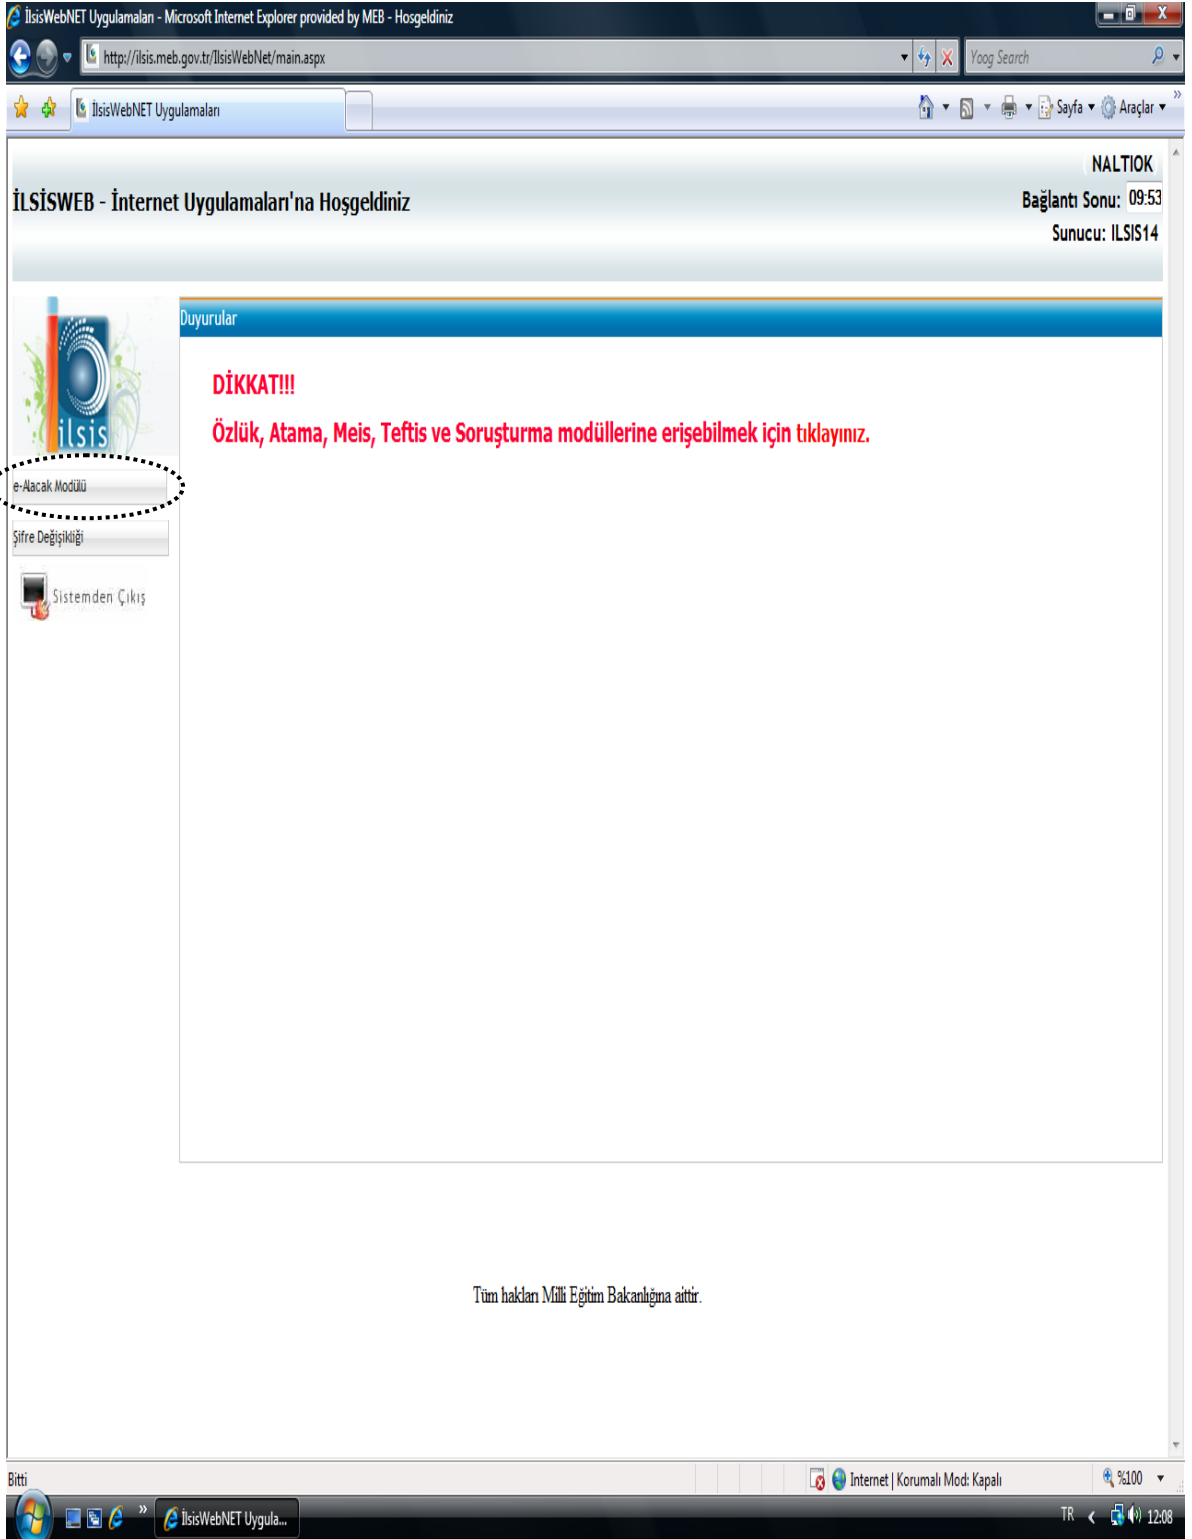 İlsisWebNET Uygulamaları - Microsoft Internet Explorer provided by MEB - Hosgeldiniz
http://ilsis.meb.gov.tr/IlsisWebNet/main.aspx
Yoog Search
İlsisWebNET Uygulamaları
Sayfa
Araçlar
NALTIOK
İLSİSWEB - İnternet Uygulamaları'na Hoşgeldiniz
Bağlantı Sonu: 09:53
Sunucu: ILSIS14
ilsis
Duyurular
DİKKAT!!!
Özlük, Atama, Meis, Teftis ve Soruşturma modüllerine erişebilmek için tıklayınız.
e-Alacak Modülü
Şifre Değişikliği
Sistemden Çıkış
Tüm hakları Milli Eğitim Bakanlığına aittir.
Bitti
Internet | Korumalı Mod: Kapalı
%100
İlsisWebNET Uygula...
TR
12:08